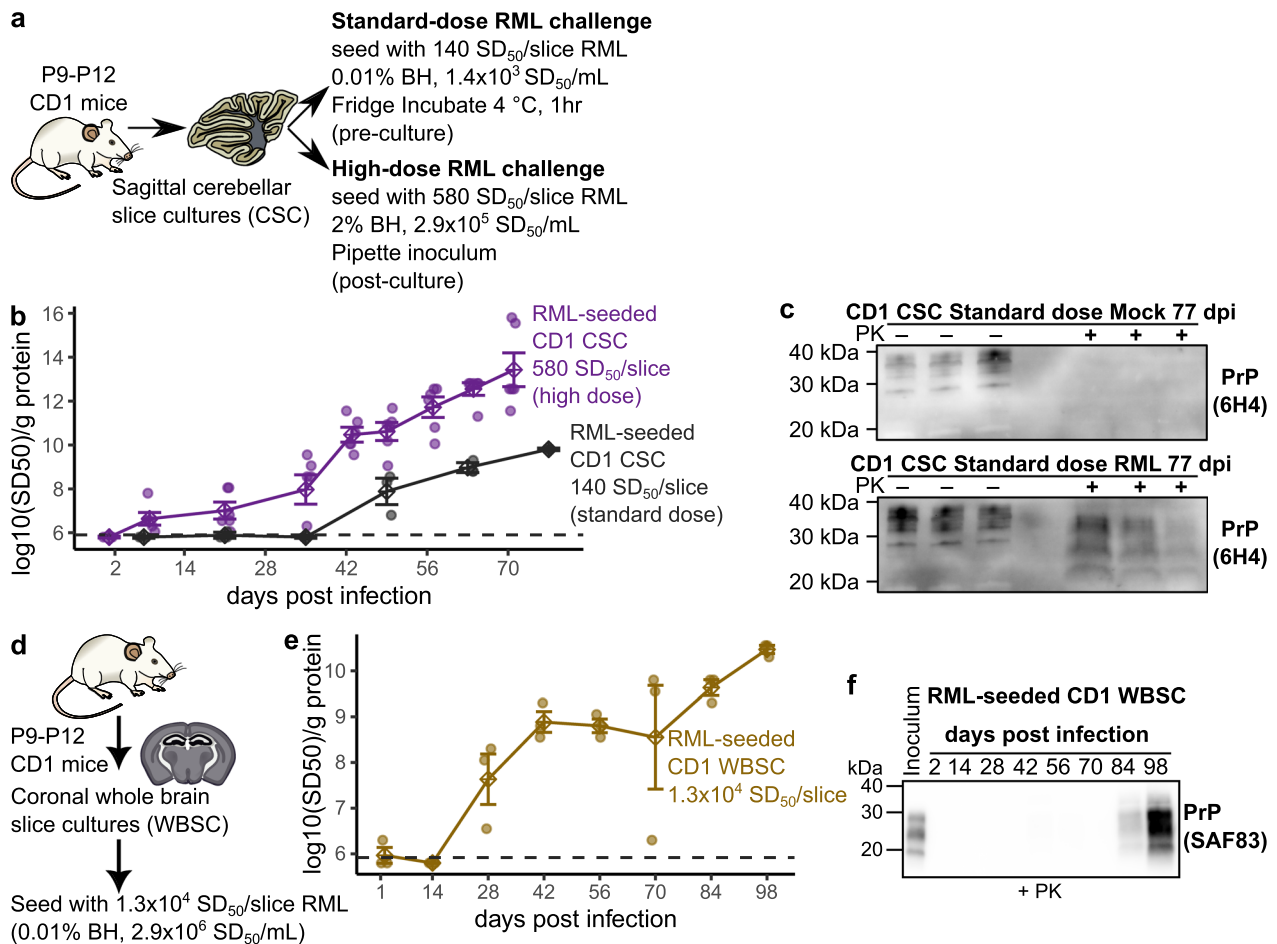 a
P9-P12
CD1 mice
Sagittal cerebellar
slice cultures (CSC)
Standard-dose RML challenge
seed with 140 SD50/slice RML
0.01% BH, 1.4x10³ SD50/mL
Fridge Incubate 4 °C, 1hr
(pre-culture)
High-dose RML challenge
seed with 580 SD50/slice RML
2% BH, 2.9x10⁵ SD50/mL
Pipette inoculum
(post-culture)
b
log10(SD50)/g protein
16
14
12
10
8
6
2 14 28 42 56 70
days post infection
RML-seeded
CD1 CSC
580 SD50/slice
(high dose)
RML-seeded
CD1 CSC
140 SD50/slice
(standard dose)
c
CD1 CSC Standard dose Mock 77 dpi
PK – – – + + +
40 kDa
30 kDa
20 kDa
PrP
(6H4)
CD1 CSC Standard dose RML 77 dpi
PK – – – + + +
40 kDa
30 kDa
20 kDa
PrP
(6H4)
d
P9-P12
CD1 mice
Coronal whole brain
slice cultures (WBSC)
Seed with 1.3x10⁴ SD50/slice RML
(0.01% BH, 2.9x10⁶ SD50/mL)
e
log10(SD50)/g protein
10
9
8
7
6
1 14 28 42 56 70 84 98
days post infection
RML-seeded
CD1 WBSC
1.3x10⁴ SD50/slice
f
RML-seeded CD1 WBSC
days post infection
Inoculum
2 14 28 42 56 70 84 98
kDa
40
30
20
PrP
(SAF83)
+ PK